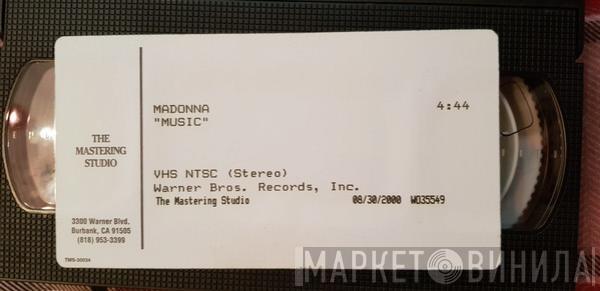 MADONNA 4:44
"MUSIC"
THE
MASTERING
STUDIO
VHS NTSC (Stereo)
Warner Bros. Records, Inc.
The Mastering Studio 08/30/2000 WO35549
3300 Warner Blvd.
Burbank, CA 91505
(818) 953-3399
TMS-00034
МАРКЕТ ВИНИЛА